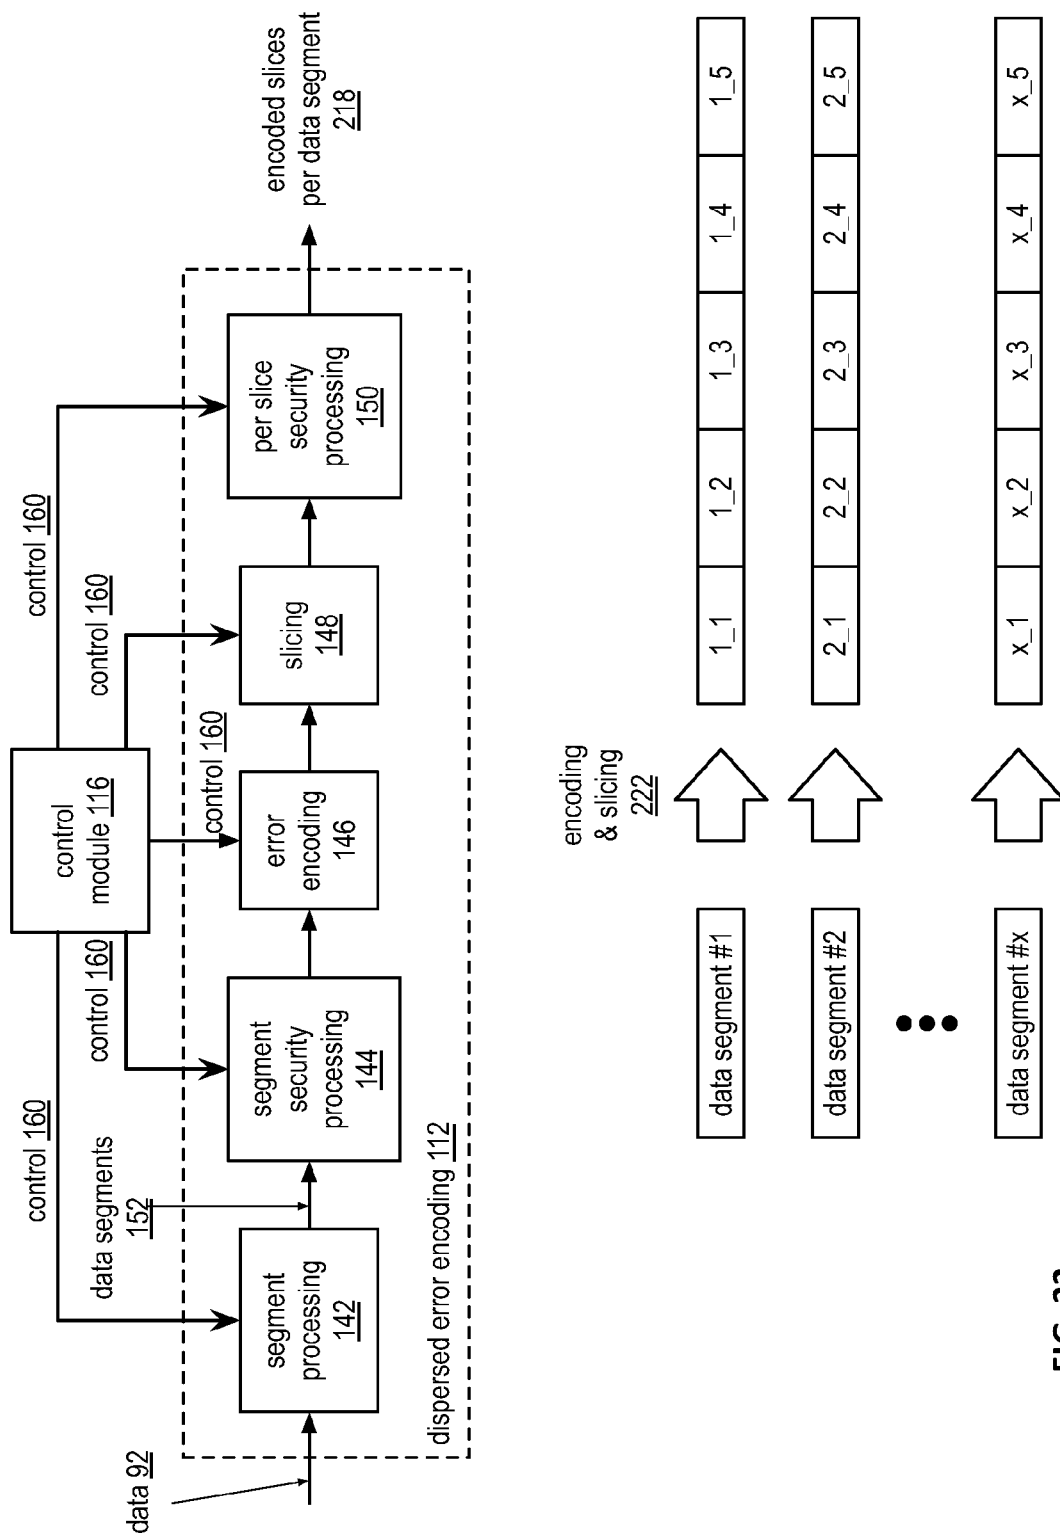 control
module 116
control 160
control 160
control 160
control 160
control 160
data 92
data segments
152
segment
processing
142
segment
security
processing
144
error
encoding
146
slicing
148
per slice
security
processing
150
encoded slices
per data segment
218
dispersed error encoding 112
encoding
& slicing
222
data segment #1
1_1
1_2
1_3
1_4
1_5
data segment #2
2_1
2_2
2_3
2_4
2_5
data segment #x
x_1
x_2
x_3
x_4
x_5